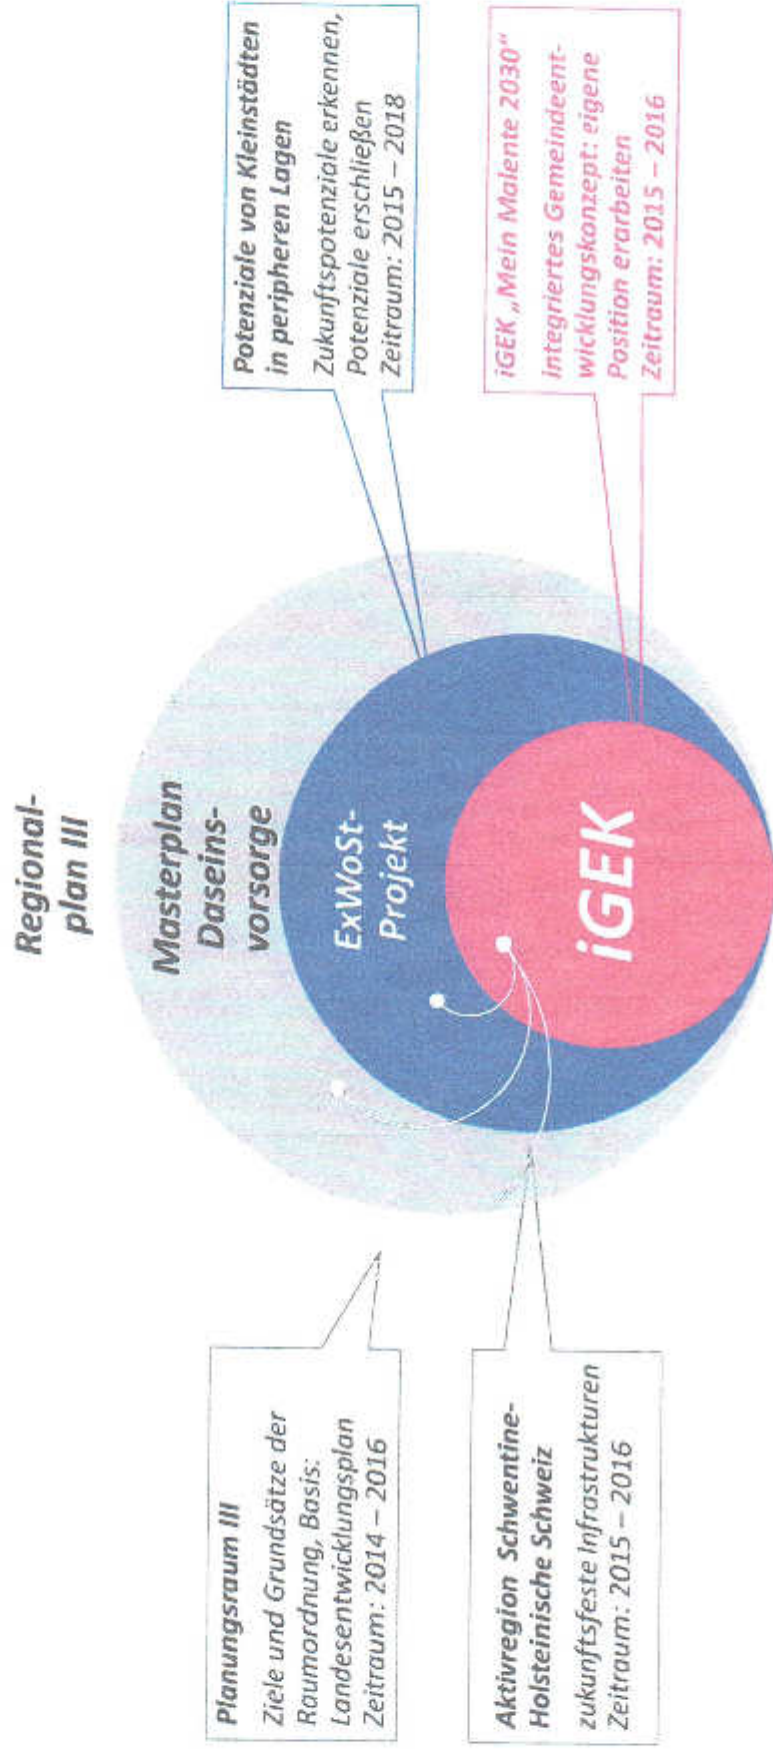 Regional-
plan III
Masterplan
Daseins-
vorsorge
ExWoSt-
Projekt
iGEK
Planungsraum III
Ziele und Grundsätze der
Raumordnung, Basis:
Landesentwicklungsplan
Zeitraum: 2014 – 2016
Aktivregion Schwentine-
Holsteinische Schweiz
zukunftsfeste Infrastrukturen
Zeitraum: 2015 – 2016
Potenziale von Kleinstädten
in peripheren Lagen
Zukunftspotenziale erkennen,
Potenziale erschließen
Zeitraum: 2015 – 2018
iGEK „Mein Malente 2030“
Integriertes Gemeindeent-
wicklungskonzept: eigene
Position erarbeiten
Zeitraum: 2015 – 2016